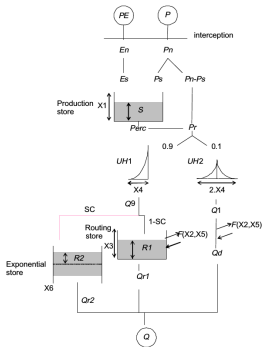 PE P
interception
En Pn
Es Ps Pn-Ps
X1 S
Production
store
Perc Pr
0.9 0.1
UH1 UH2
X4 2.X4
Q9 Q1
SC 1-SC
Routing
store
F(X2,X5) F(X2,X5)
X3 R1
R2
Exponential
store
Qd
X6
Qr1
Qr2
Q